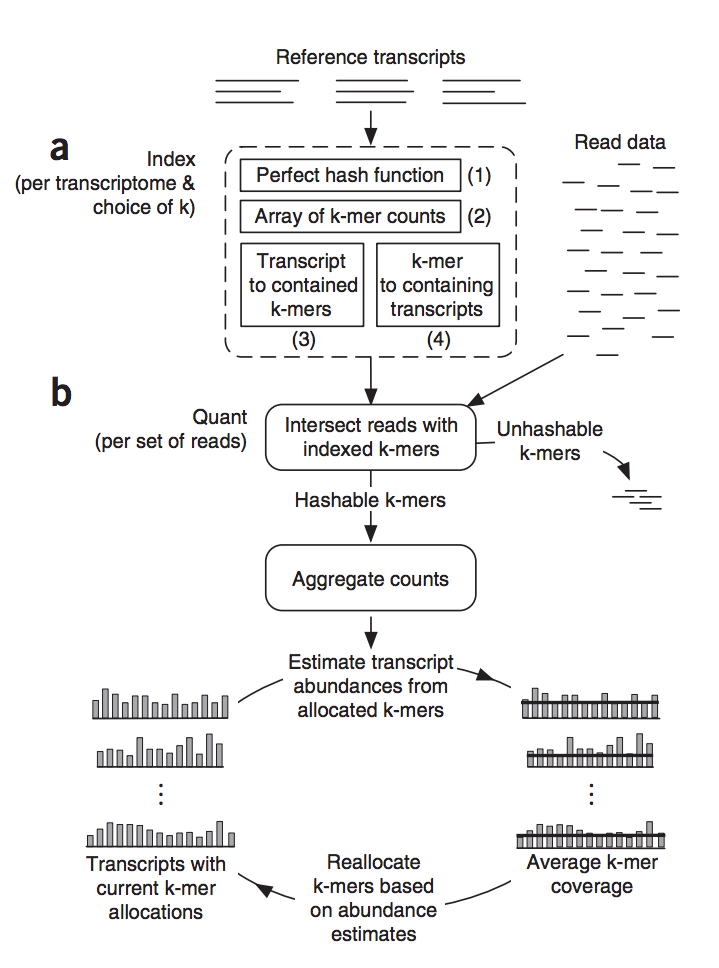 Reference transcripts
a
Index
(per transcriptome &
choice of k)
Read data
Perfect hash function
(1)
Array of k-mer counts
(2)
Transcript
to contained
k-mers
(3)
k-mer
to containing
transcripts
(4)
b
Quant
(per set of reads)
Intersect reads with
indexed k-mers
Unhashable
k-mers
Hashable k-mers
Aggregate counts
Estimate transcript
abundances from
allocated k-mers
Transcripts with
current k-mer
allocations
Reallocate
k-mers based
on abundance
estimates
Average k-mer
coverage